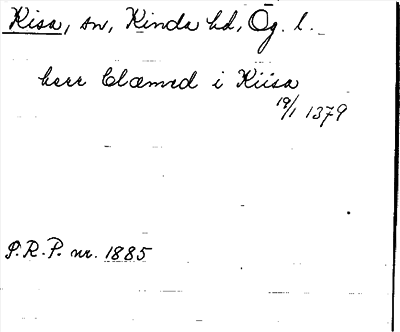 Kisa, sn, Kinda hd, Ög. l.
herr Clæmed i Kiisa
19/1 1379
P.R.P. nr. 1885